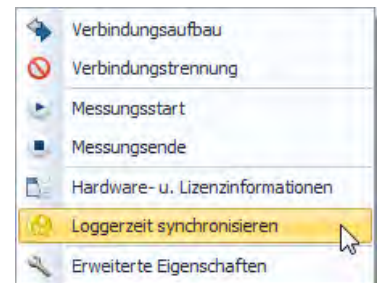 Verbindungsaufbau
Verbindungstrennung
Messungsstart
Messungsende
Hardware- u. Lizenzinformationen
Loggerzeit synchronisieren
Erweiterte Eigenschaften